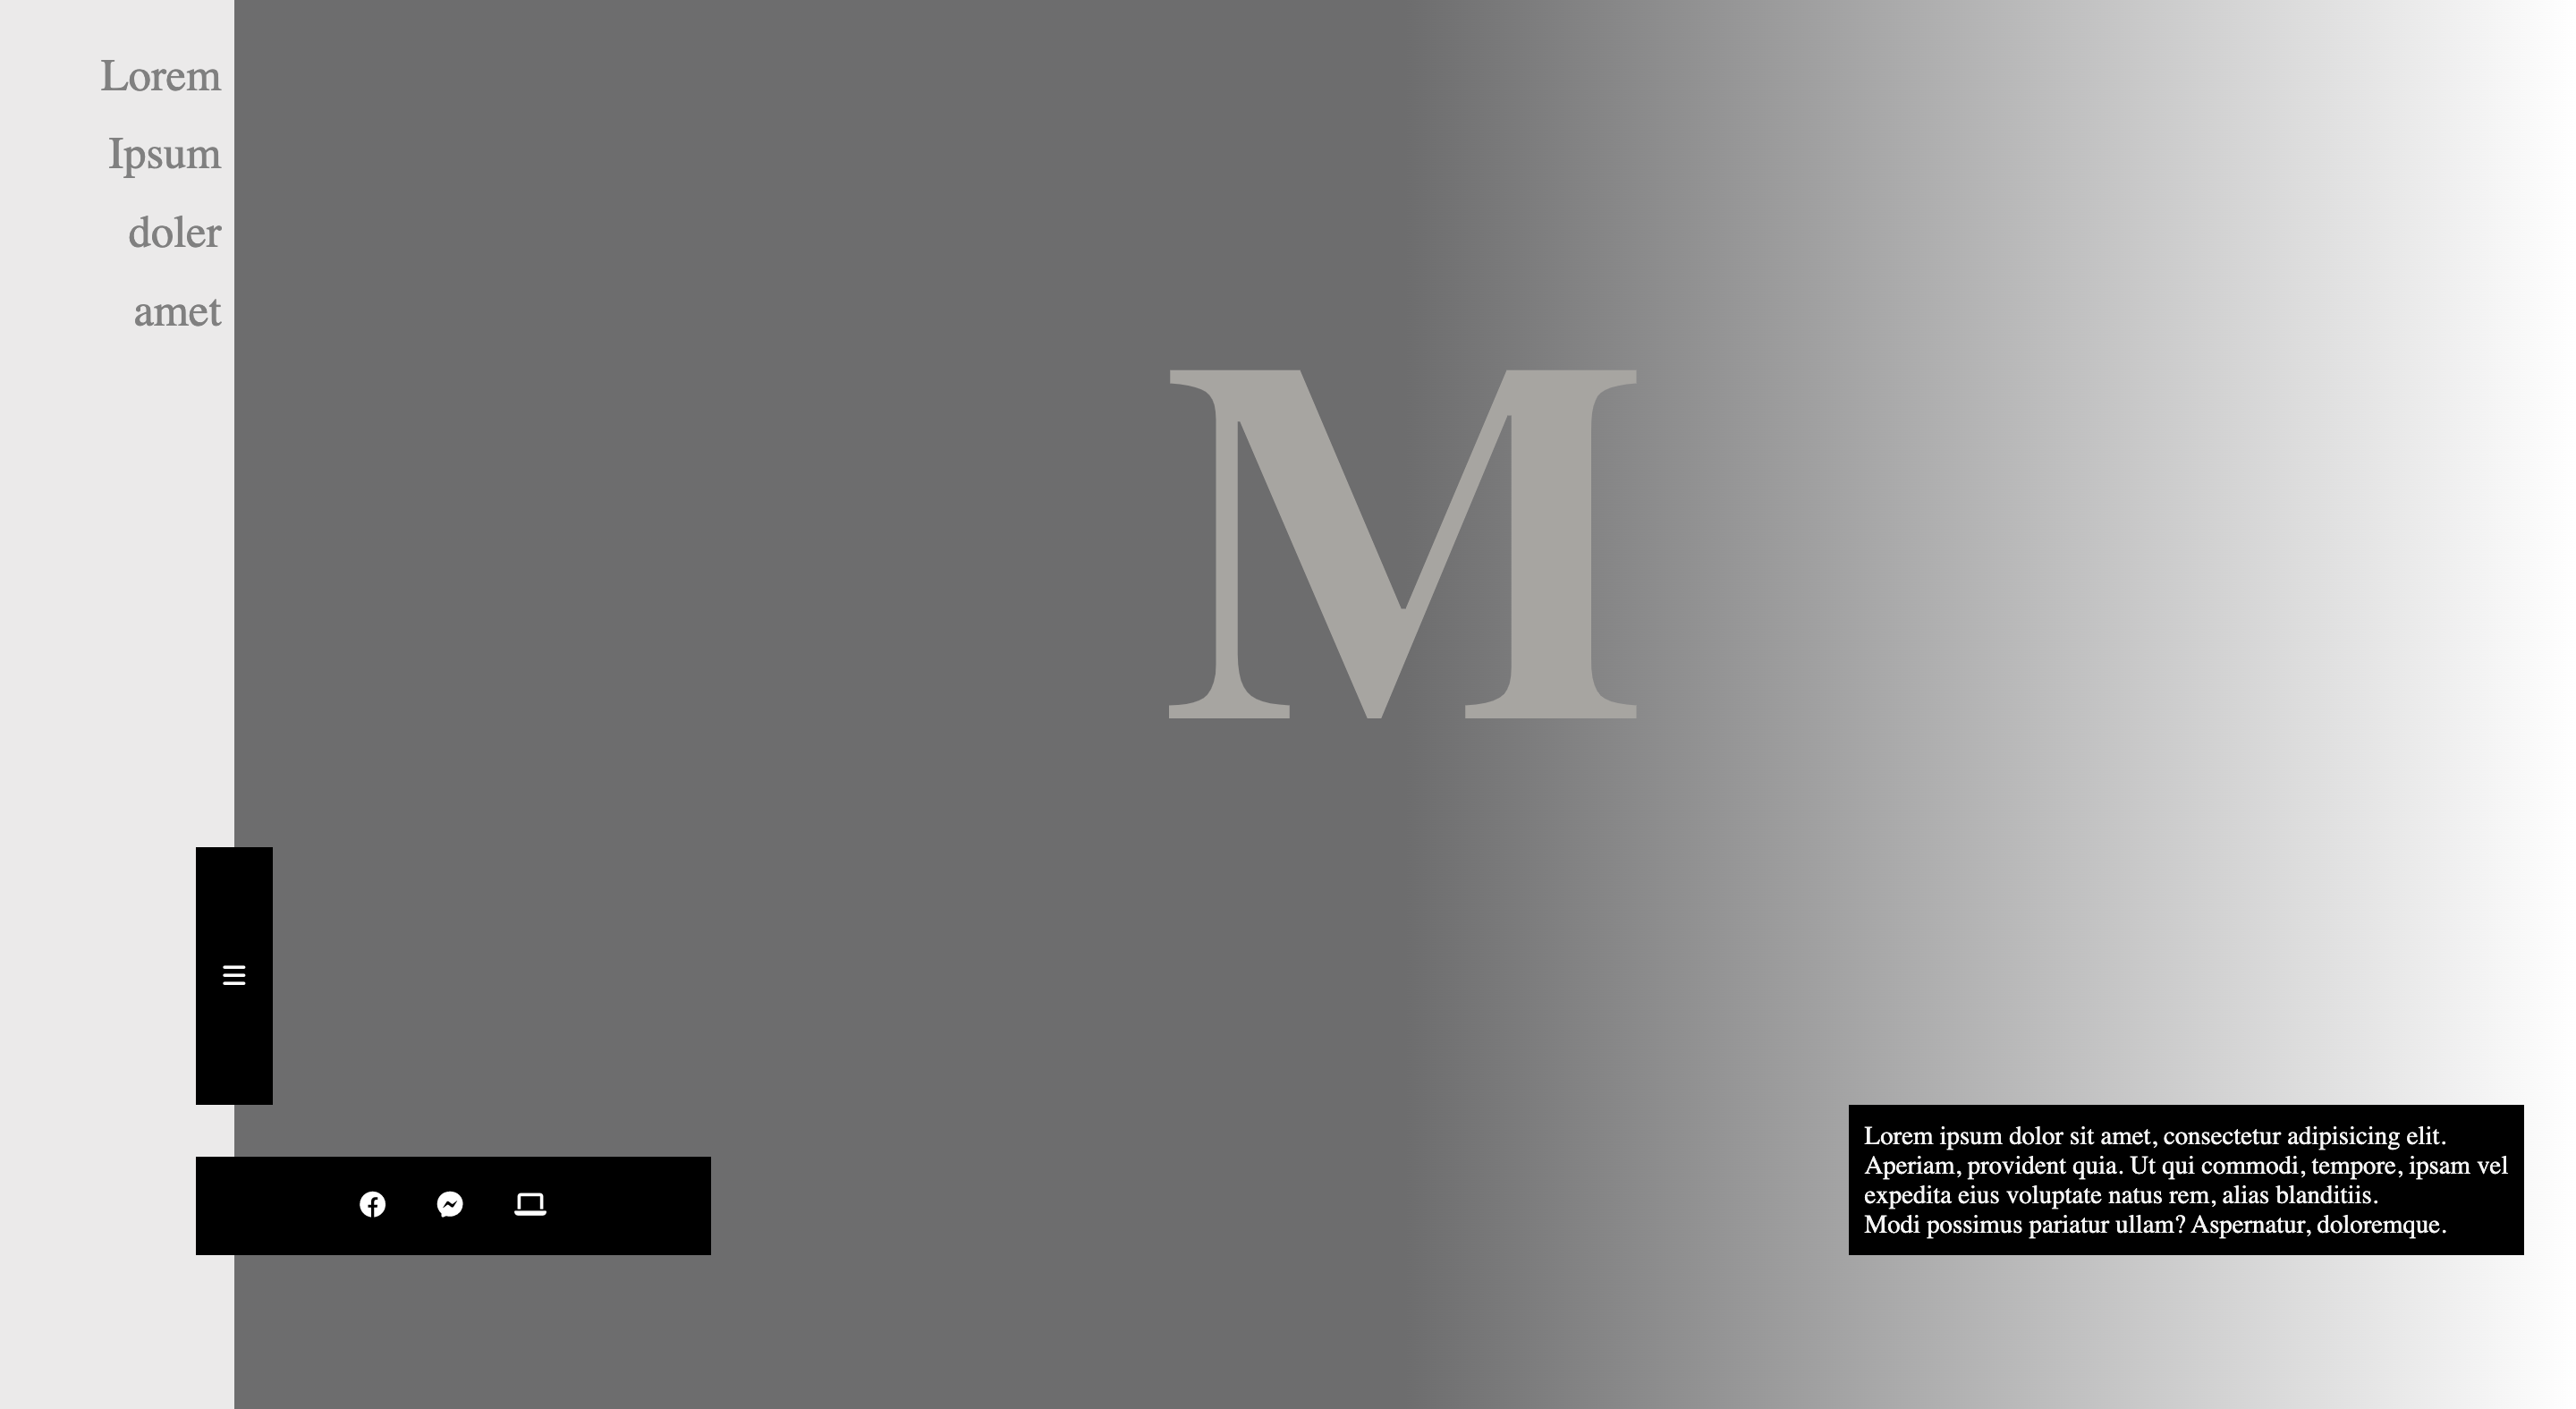 Lorem
Ipsum
doler
amet
M
Lorem ipsum dolor sit amet, consectetur adipisicing elit.
Aperiam, provident quia. Ut qui commodi, tempore, ipsam vel
expedita eius voluptate natus rem, alias blanditiis.
Modi possimus pariatur ullam? Aspernatur, doloremque.